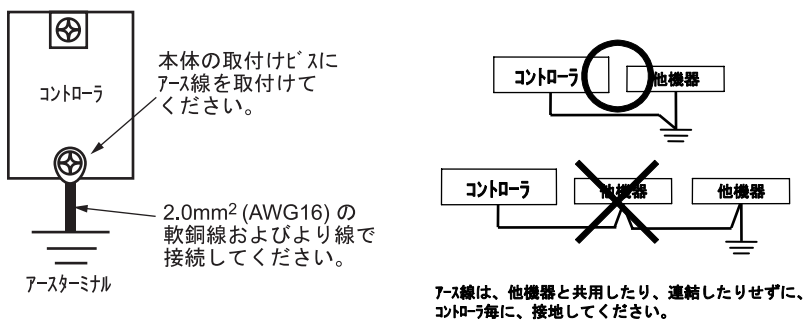 コントローラ
本体の取付けビスに
アース線を取付けて
ください。
2.0mm² (AWG16) の
軟銅線およびより線で
接続してください。
アースターミナル
コントローラ
他機器
コントローラ
他機器
他機器
アース線は、他機器と共用したり、連結したりせずに、
コントローラ毎に、接地してください。